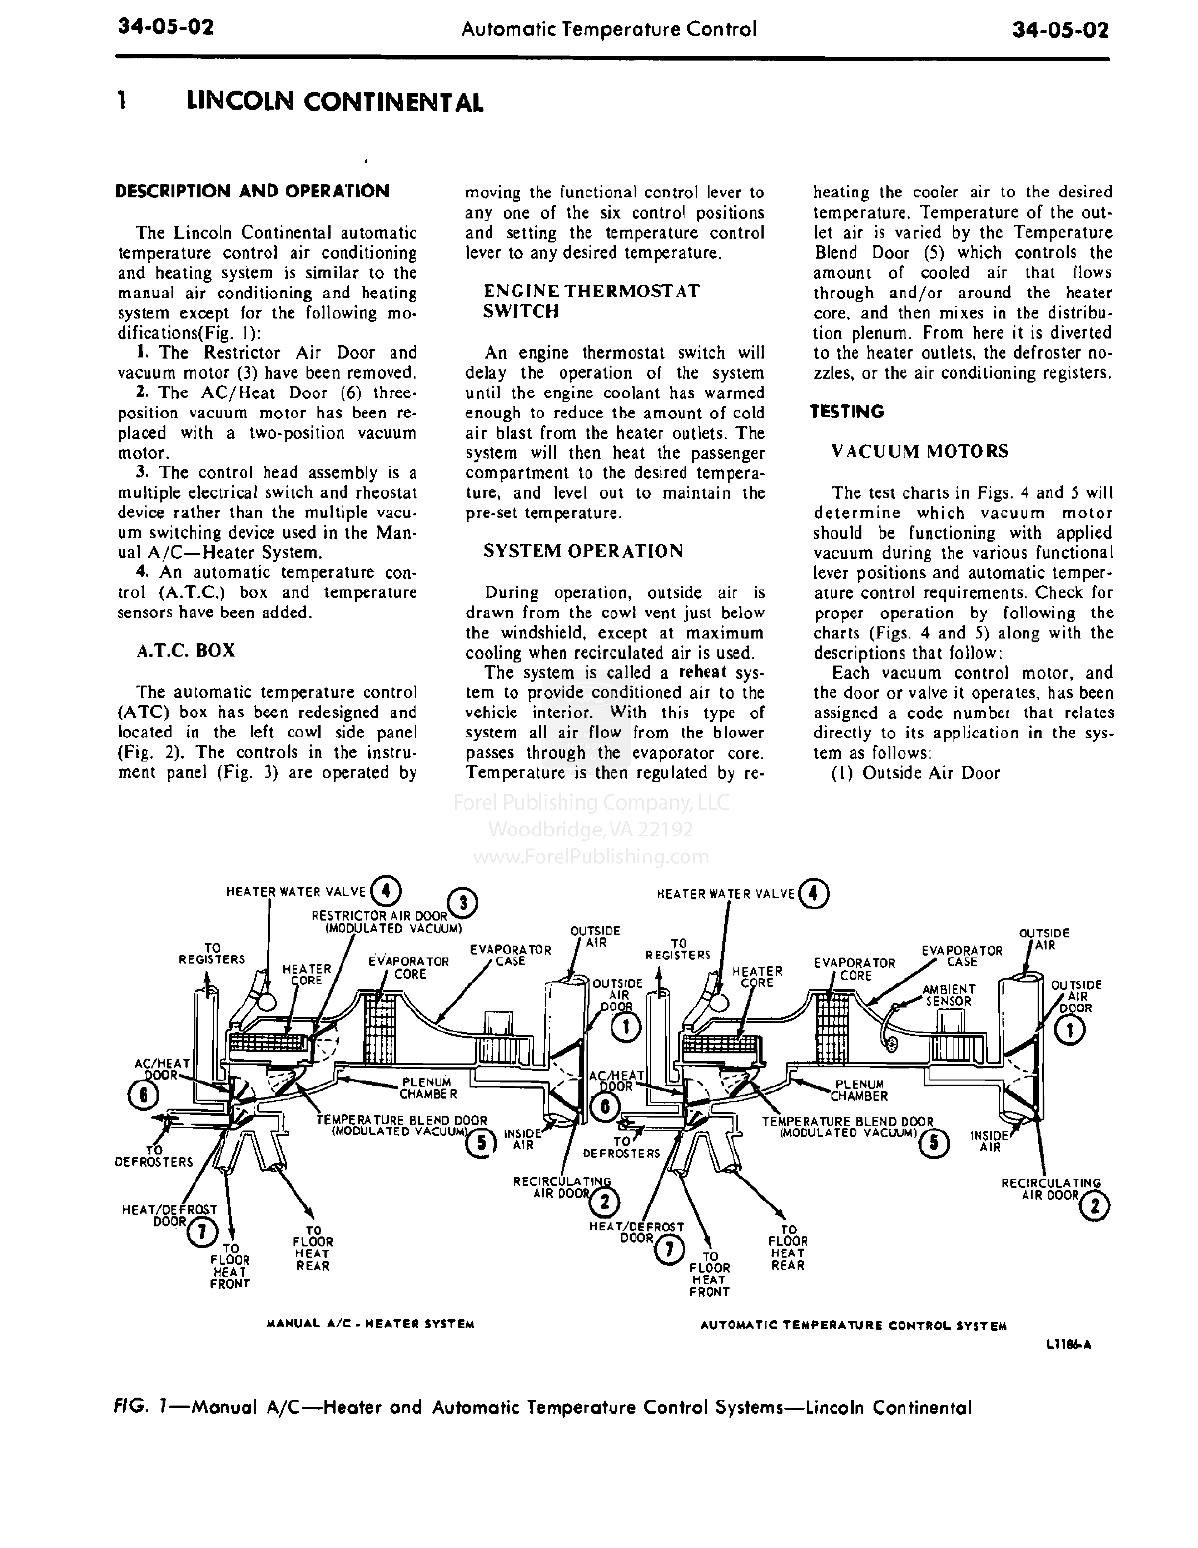 34-05-02 Automatic Temperature Control 34-05-02
1 LINCOLN CONTINENTAL
DESCRIPTION AND OPERATION
The Lincoln Continental automatic
temperature control air conditioning
and heating system is similar to the
manual air conditioning and heating
system except for the following mo-
difications(Fig. 1):
1. The Restrictor Air Door and
vacuum motor (3) have been removed.
2. The AC/Heat Door (6) three-
position vacuum motor has been re-
placed with a two-position vacuum
motor.
3. The control head assembly is a
multiple electrical switch and rheostat
device rather than the multiple vacu-
um switching device used in the Man-
ual A/C—Heater System.
4. An automatic temperature con-
trol (A.T.C.) box and temperature
sensors have been added.
A.T.C. BOX
The automatic temperature control
(ATC) box has been redesigned and
located in the left cowl side panel
(Fig. 2). The controls in the instru-
ment panel (Fig. 3) are operated by
moving the functional control lever to
any one of the six control positions
and setting the temperature control
lever to any desired temperature.
ENGINE THERMOSTAT
SWITCH
An engine thermostat switch will
delay the operation of the system
until the engine coolant has warmed
enough to reduce the amount of cold
air blast from the heater outlets. The
system will then heat the passenger
compartment to the desired tempera-
ture, and level out to maintain the
pre-set temperature.
SYSTEM OPERATION
During operation, outside air is
drawn from the cowl vent just below
the windshield, except at maximum
cooling when recirculated air is used.
The system is called a reheat sys-
tem to provide conditioned air to the
vehicle interior. With this type of
system all air flow from the blower
passes through the evaporator core.
Temperature is then regulated by re-
heating the cooler air to the desired
temperature. Temperature of the out-
let air is varied by the Temperature
Blend Door (5) which controls the
amount of cooled air that flows
through and/or around the heater
core, and then mixes in the distribu-
tion plenum. From here it is diverted
to the heater outlets, the defroster no-
zzles, or the air conditioning registers.
TESTING
VACUUM MOTORS
The test charts in Figs. 4 and 5 will
determine which vacuum motor
should be functioning with applied
vacuum during the various functional
lever positions and automatic temper-
ature control requirements. Check for
proper operation by following the
charts (Figs. 4 and 5) along with the
descriptions that follow:
Each vacuum control motor, and
the door or valve it operates, has been
assigned a code number that relates
directly to its application in the sys-
tem as follows:
(1) Outside Air Door
Forel Publishing Company, LLC
Woodbridge, VA 22192
www.ForelPublishing.com
HEATER WATER VALVE 4
RESTRICTOR AIR DOOR 3
(MODULATED VACUUM)
TO
REGISTERS
HEATER
CORE
EVAPORATOR
CORE
EVAPORATOR
CASE
OUTSIDE
AIR
OUTSIDE
AIR
DOOR
1
AC/HEAT
DOOR
6
PLENUM
CHAMBER
TEMPERATURE BLEND DOOR
(MODULATED VACUUM) 5
INSIDE
AIR
TO
DEFROSTERS
RECIRCULATING
AIR DOOR 2
HEAT/DEFROST
DOOR 7
TO
FLOOR
HEAT
FRONT
TO
FLOOR
HEAT
REAR
MANUAL A/C - HEATER SYSTEM
HEATER WATER VALVE 4
TO
REGISTERS
HEATER
CORE
EVAPORATOR
CORE
EVAPORATOR
CASE
AMBIENT
SENSOR
OUTSIDE
AIR
OUTSIDE
AIR
DOOR
1
AC/HEAT
DOOR
6
PLENUM
CHAMBER
TEMPERATURE BLEND DOOR
(MODULATED VACUUM) 5
INSIDE
AIR
TO
DEFROSTERS
RECIRCULATING
AIR DOOR 2
HEAT/DEFROST
DOOR 7
TO
FLOOR
HEAT
FRONT
TO
FLOOR
HEAT
REAR
AUTOMATIC TEMPERATURE CONTROL SYSTEM
L1186-A
FIG. 1—Manual A/C—Heater and Automatic Temperature Control Systems—Lincoln Continental